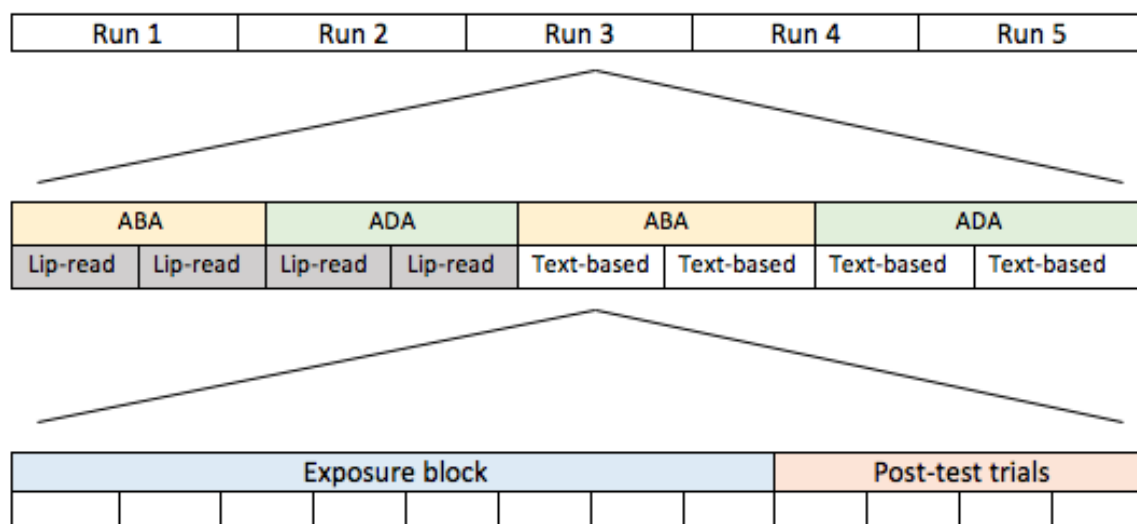 Run 1 Run 2 Run 3 Run 4 Run 5
ABA ADA ABA ADA
Lip-read Lip-read Lip-read Lip-read Text-based Text-based Text-based Text-based
Exposure block Post-test trials